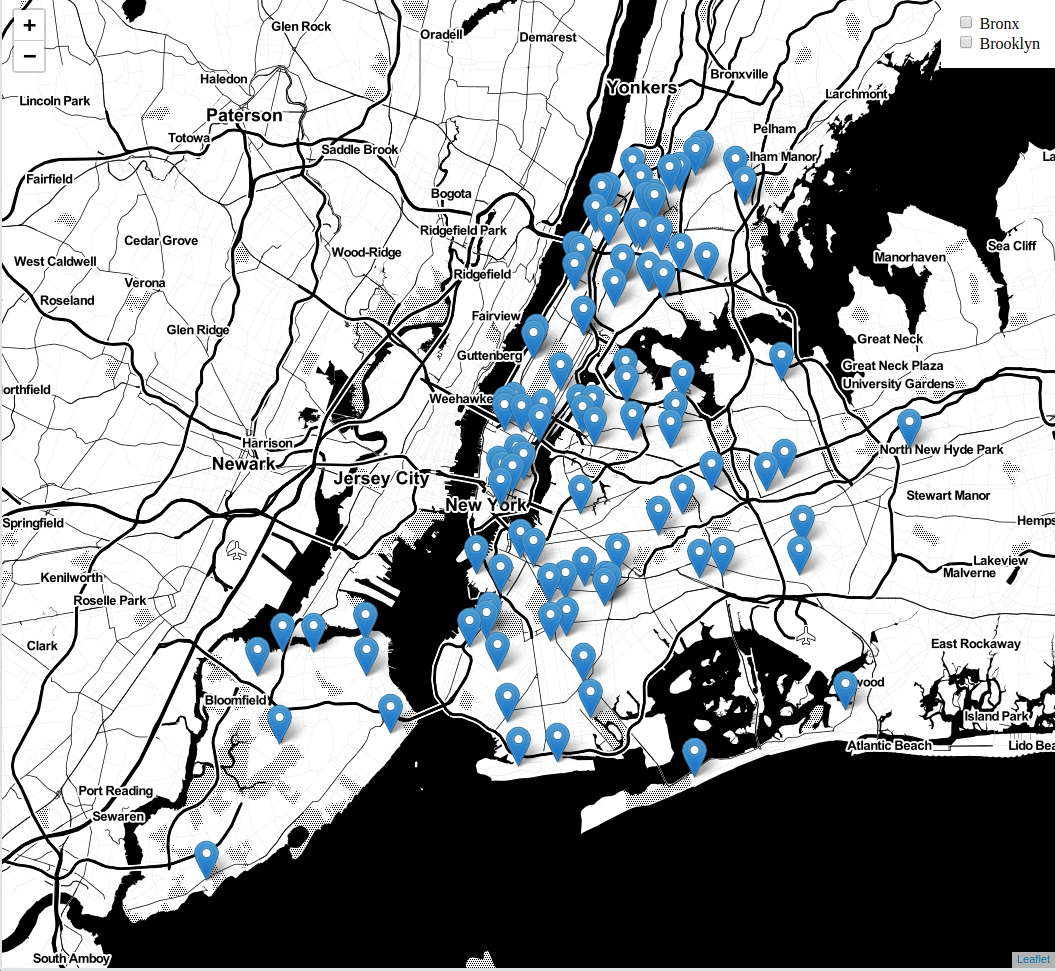 +
−
Bronx
Brooklyn
Glen Rock
Oradell
Demarest
Bronxville
Haledon
Yonkers
Larchmont
Lincoln Park
Paterson
Pelham
Totowa
Saddle Brook
elham Manor
La
Fairfield
Bogota
Ridgefield Park
Cedar Grove
Sea Cliff
Wood-Ridge
Manorhaven
West Caldwell
Ridgefield
Verona
Roseland
Fairview
Glen Ridge
Great Neck
Guttenberg
Great Neck Plaza
University Gardens
orthfield
Weehawke
Harrison
North New Hyde Park
Newark
Jersey City
Stewart Manor
New York
Springfield
Hemps
Lakeview
Malverne
Kenilworth
Roselle Park
Clark
East Rockaway
wood
Bloomfield
Island Park
Atlantic Beach
Lido Bea
Port Reading
Sewaren
South Amboy
Leaflet